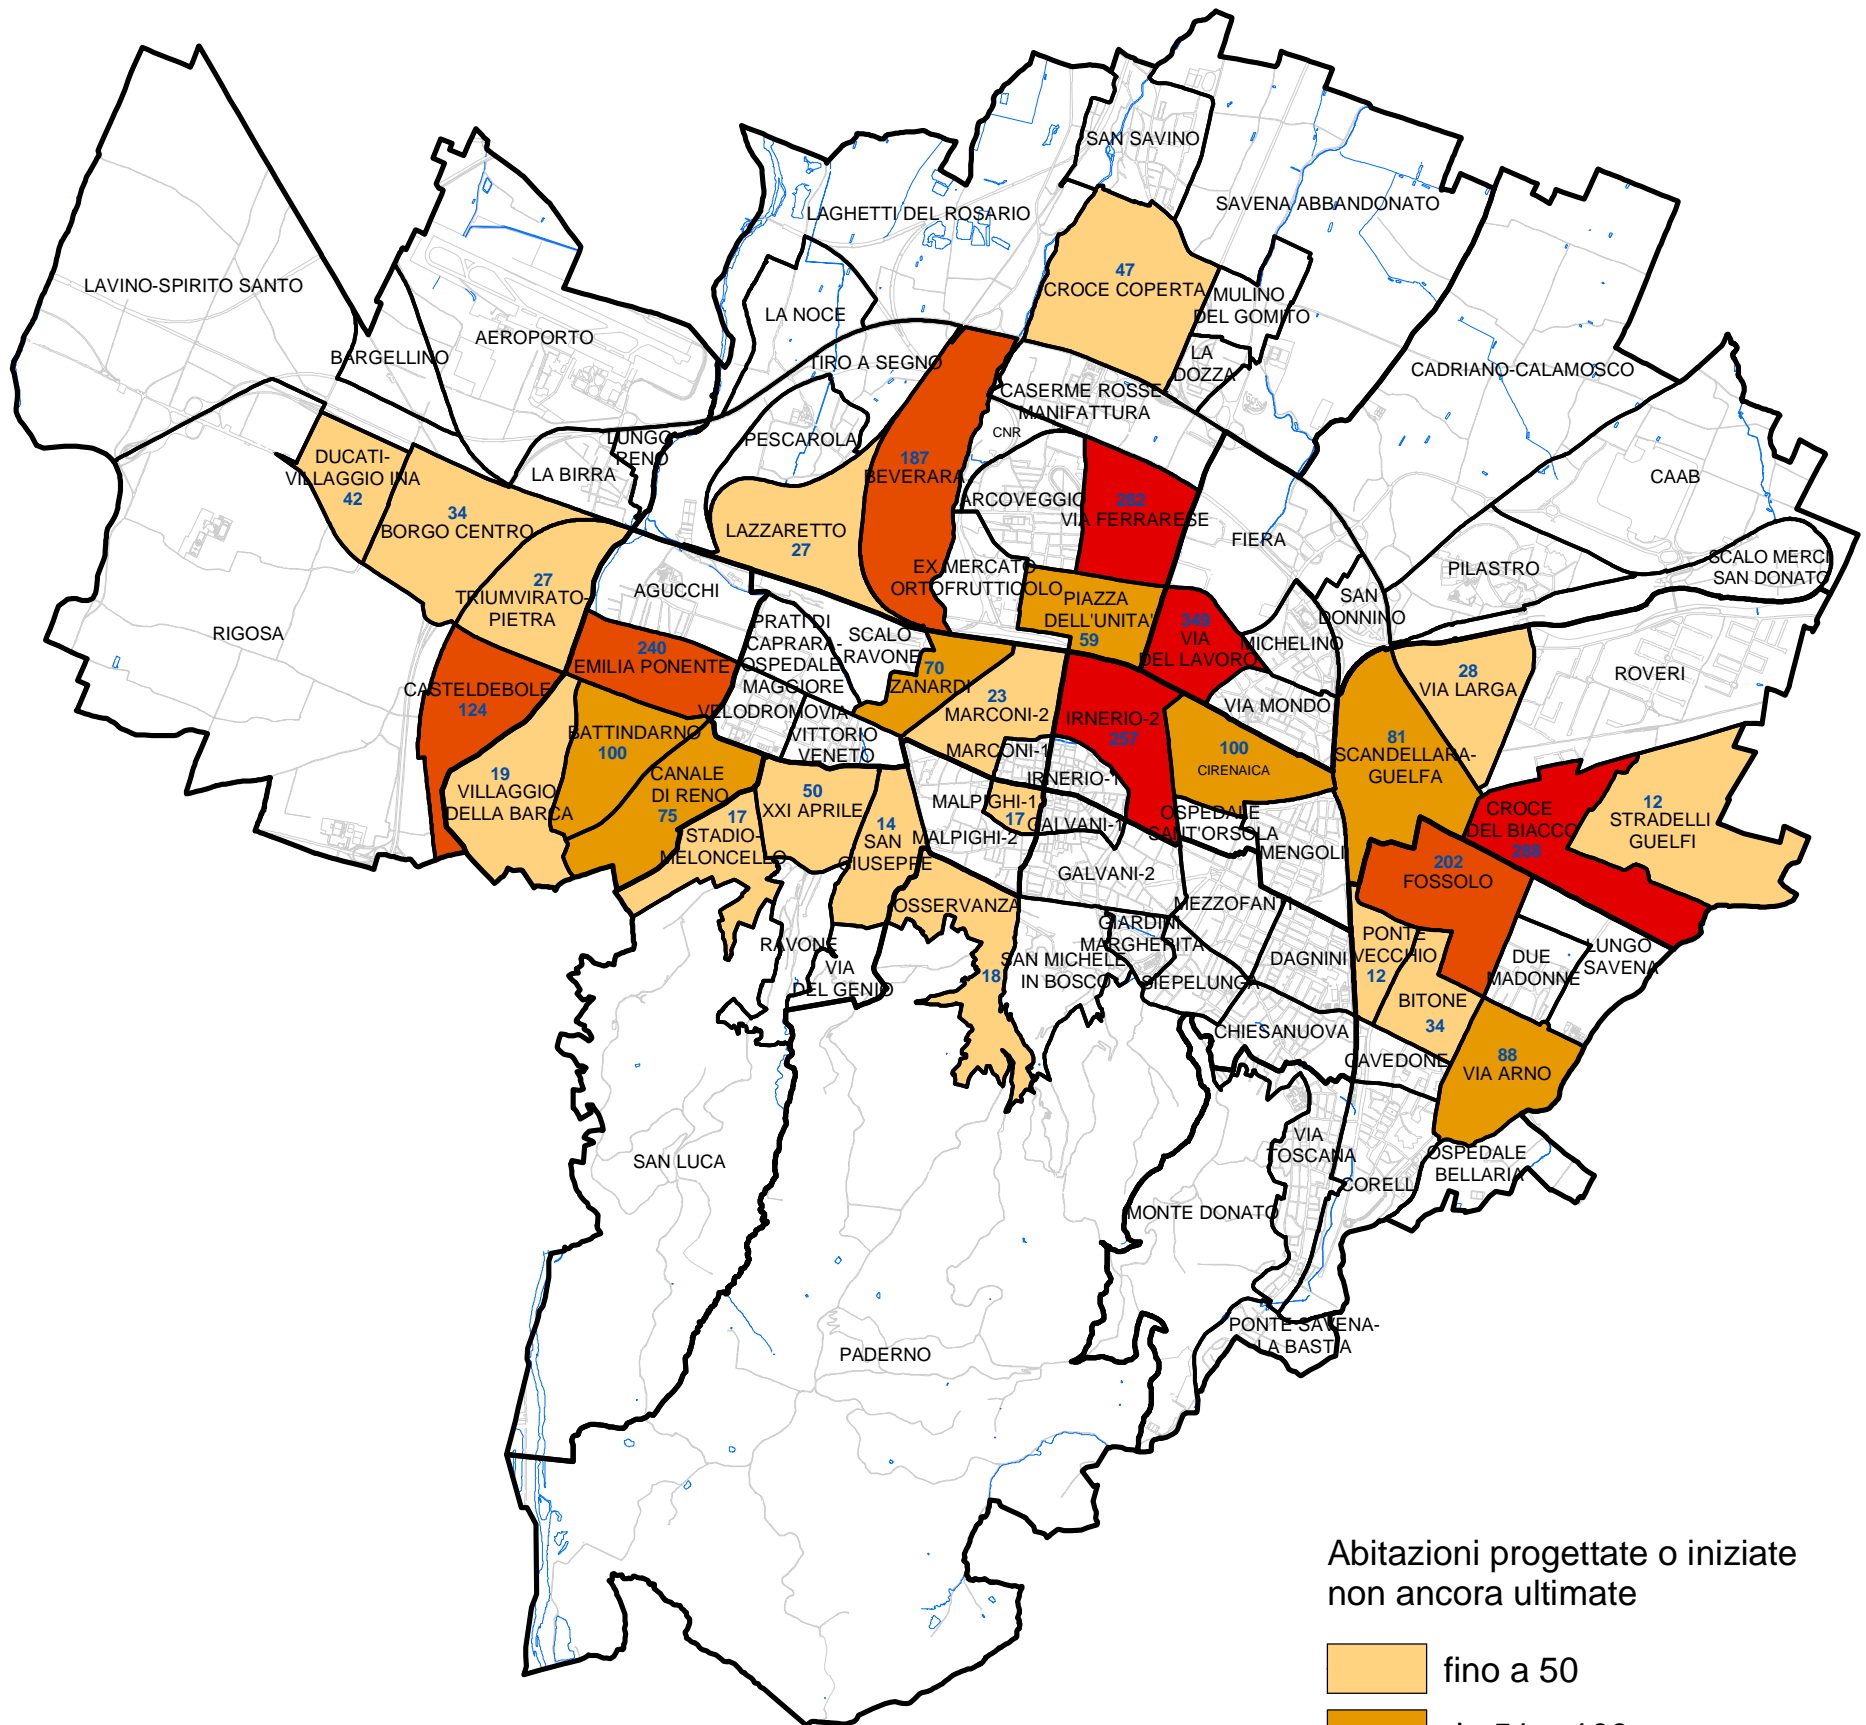 SAN SAVINO
SAVENA ABBANDONATO
LAGHETTI DEL ROSARIO
47
CROCE COPERTA
LAVINO-SPIRITO SANTO
MULINO
DEL GOMITO
LA NOCE
AEROPORTO
BARGELLINO
TIRO A SEGNO
LA
DOZZA
CADRIANO-CALAMOSCO
CASERME ROSSE
MANIFATTURA
CNR
LUNGO
RENO
PESCAROLA
DUCATI-
VILLAGGIO INA
42
LA BIRRA
187
BEVERARA
CAAB
ARCOVEGGIO
282
VIA FERRARESE
34
BORGO CENTRO
LAZZARETTO
27
FIERA
SCALO MERCI
SAN DONATO
PILASTRO
EX MERCATO
ORTOFRUTTICOLO
27
TRIUMVIRATO-
PIETRA
AGUCCHI
PIAZZA
DELL'UNITA'
59
SAN
DONNINO
RIGOSA
PRATI DI
CAPRARA-
OSPEDALE
MAGGIORE
SCALO
RAVONE
349
VIA
DEL LAVORO
MICHELINO
240
EMILIA PONENTE
70
ZANARDI
28
VIA LARGA
ROVERI
CASTELDEBOLE
124
23
MARCONI-2
VIA MONDO
VELODROMO
VIA
VITTORIO
VENETO
IRNERIO-2
257
BATTINDARNO
100
100
CIRENAICA
81
SCANDELLARA-
GUELFA
MARCONI-1
IRNERIO-1
19
VILLAGGIO
DELLA BARCA
CANALE
DI RENO
75
50
XXI APRILE
MALPIGHI-1
17
GALVANI-1
OSPEDALE
SANT'ORSOLA
CROCE
DEL BIACCO
288
12
STRADELLI
GUELFI
17
STADIO-
MELONCELLO
14
SAN
GIUSEPPE
MALPIGHI-2
MENGOLI
202
FOSSOLO
GALVANI-2
OSSERVANZA
18
MEZZOFANTI
GIARDINI
MARGHERITA
RAVONE
PONTE
VECCHIO
12
LUNGO
SAVENA
DUE
MADONNE
VIA
DEL GENIO
SAN MICHELE
IN BOSCO
DAGNINI
SIEPELUNGA
BITONE
34
CHIESANUOVA
CAVEDONE
88
VIA ARNO
VIA
TOSCANA
SAN LUCA
OSPEDALE
BELLARIA
CORELLI
MONTE DONATO
PONTE SAVENA-
LA BASTIA
PADERNO
Abitazioni progettate o iniziate
non ancora ultimate
fino a 50